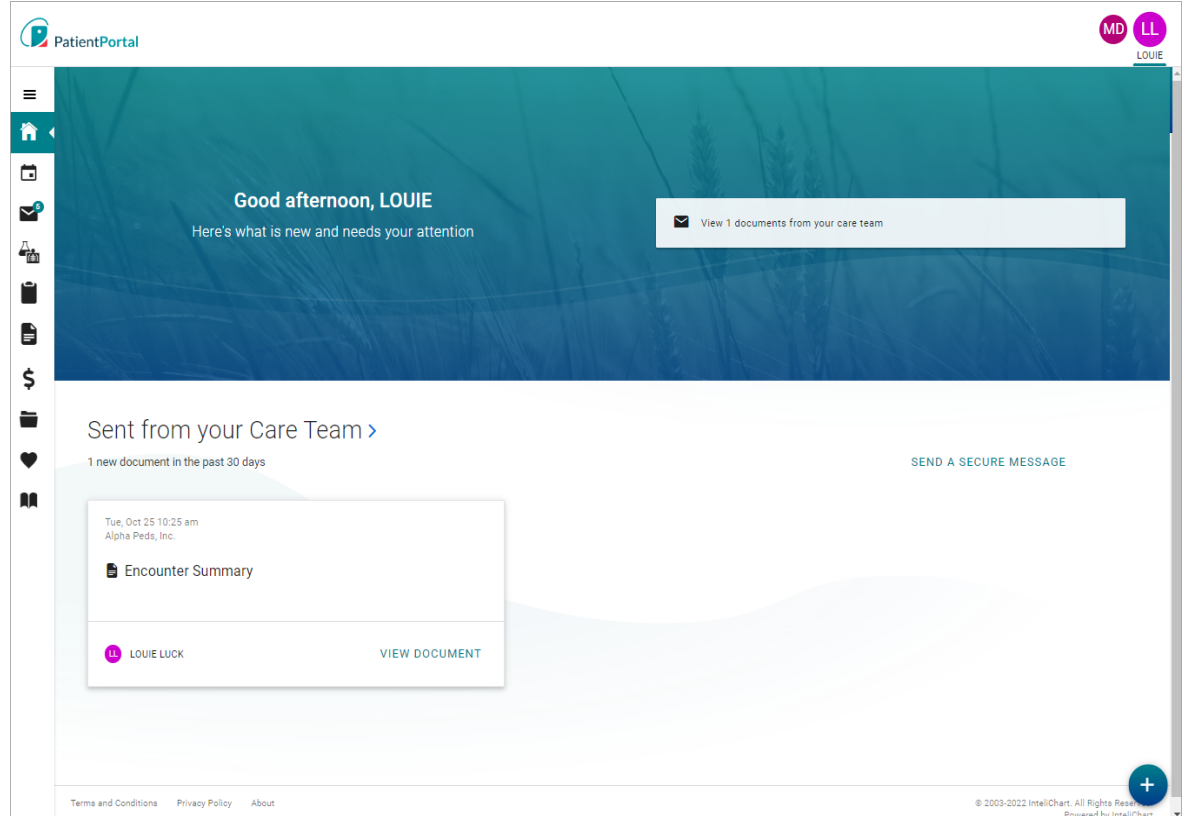 PatientPortal
MD
LL
LOUIE
5
Good afternoon, LOUIE
Here's what is new and needs your attention
View 1 documents from your care team
Sent from your Care Team >
1 new document in the past 30 days
SEND A SECURE MESSAGE
Tue, Oct 25 10:25 am
Alpha Peds, Inc.
Encounter Summary
LL LOUIE LUCK
VIEW DOCUMENT
Terms and Conditions Privacy Policy About
© 2003-2022 InteliChart. All Rights
Powered by InteliChart